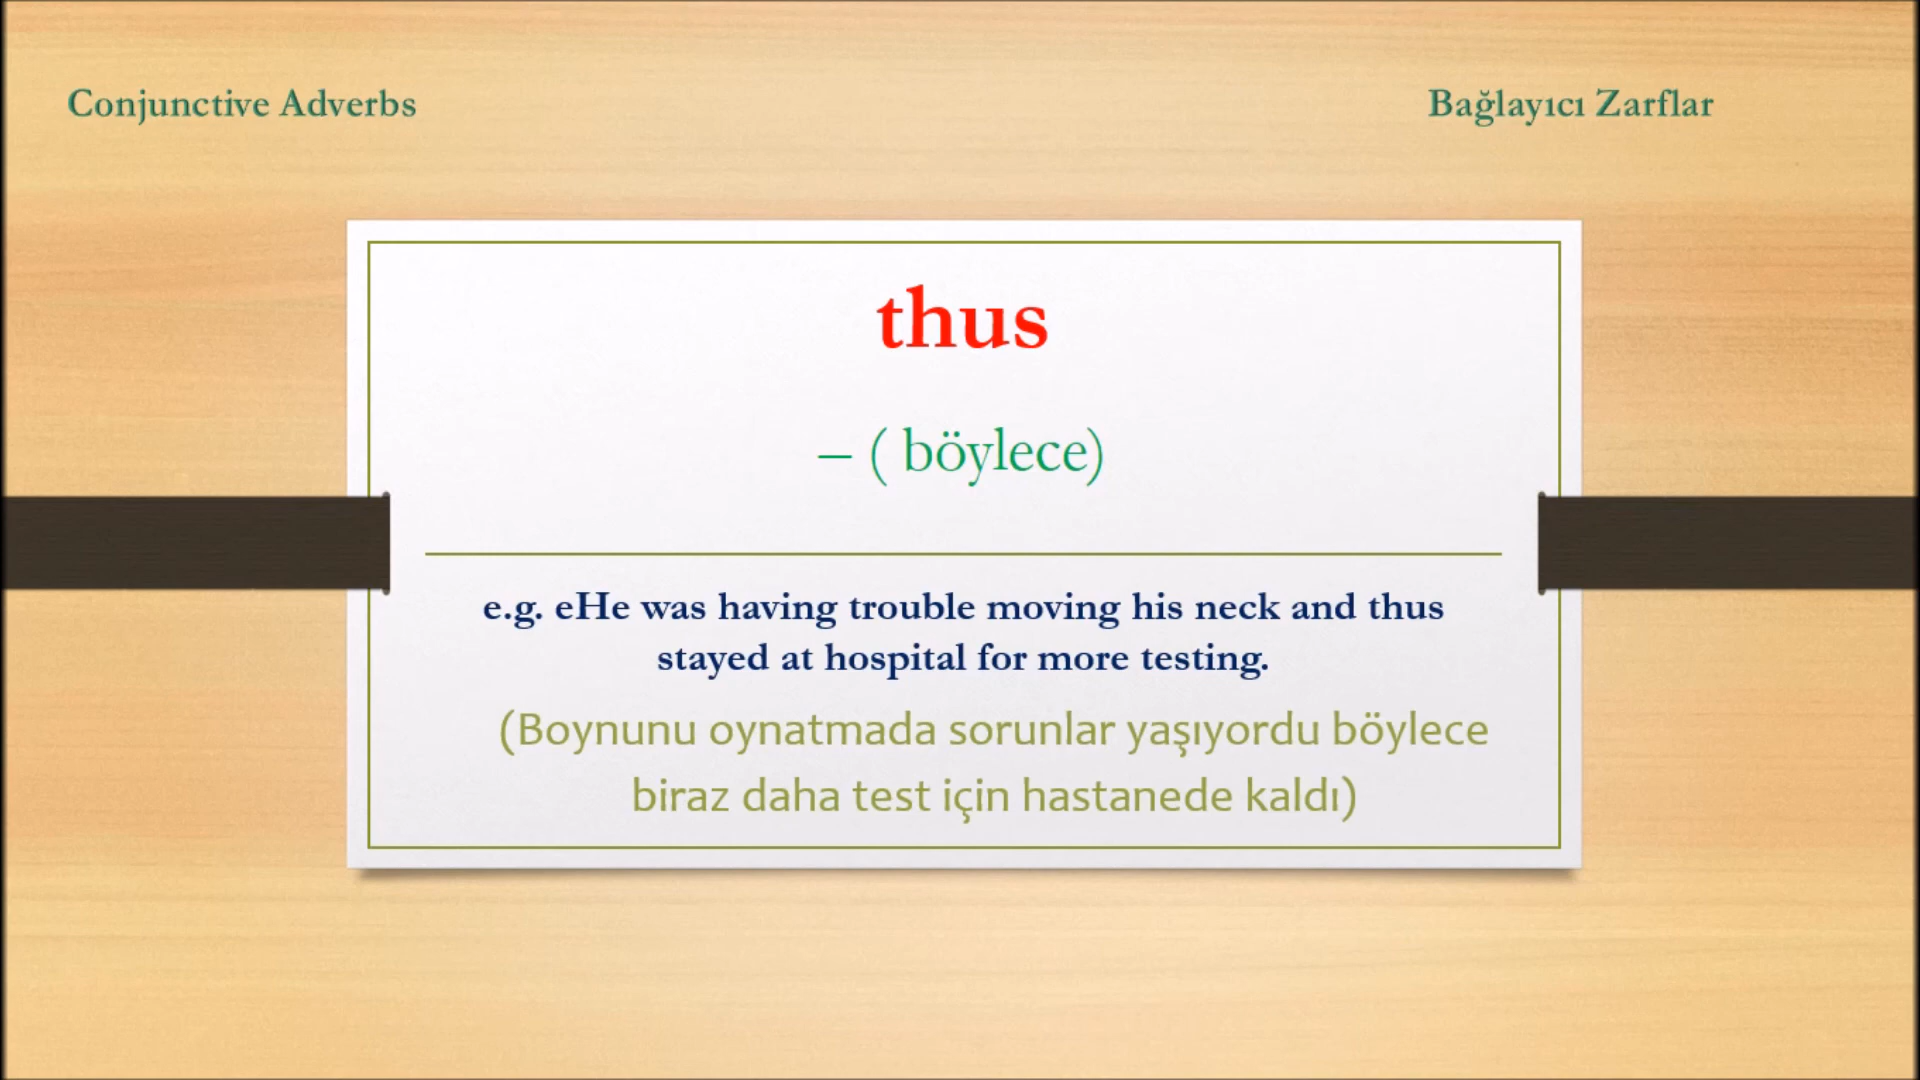 Conjunctive Adverbs
Bağlayıcı Zarflar
thus
– ( böylece)
e.g. eHe was having trouble moving his neck and thus
stayed at hospital for more testing.
(Boynunu oynatmada sorunlar yaşıyordu böylece
biraz daha test için hastanede kaldı)